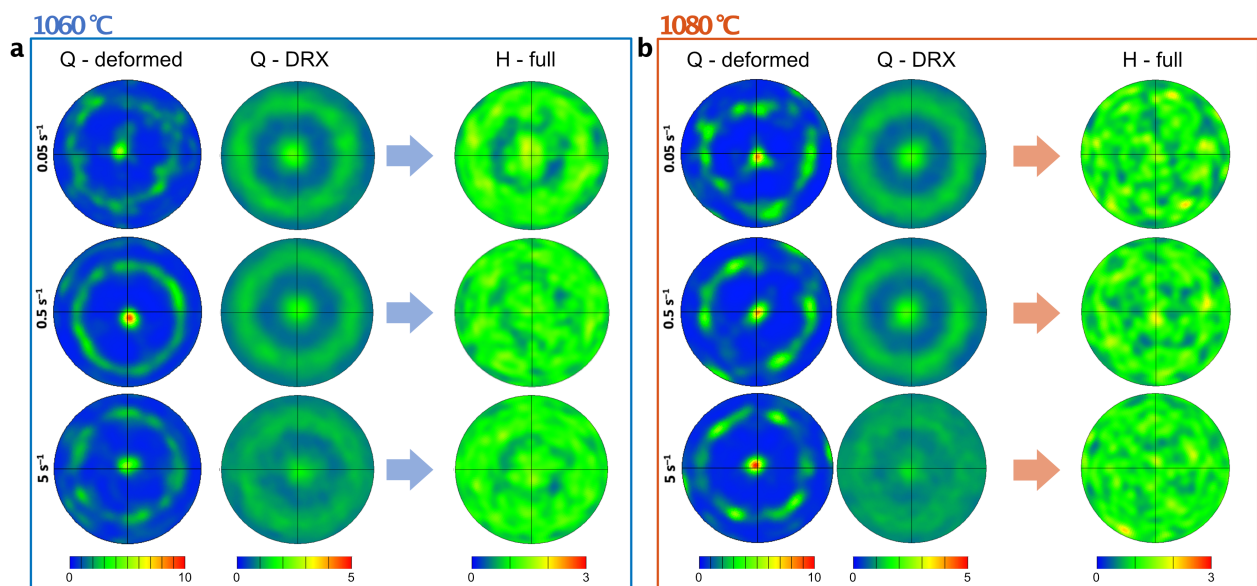 1060 °C
1080 °C
a
Q - deformed
Q - DRX
H - full
0.05 s⁻¹
0.5 s⁻¹
5 s⁻¹
0 10
0 5
0 3
b
Q - deformed
Q - DRX
H - full
0.05 s⁻¹
0.5 s⁻¹
5 s⁻¹
0 10
0 5
0 3